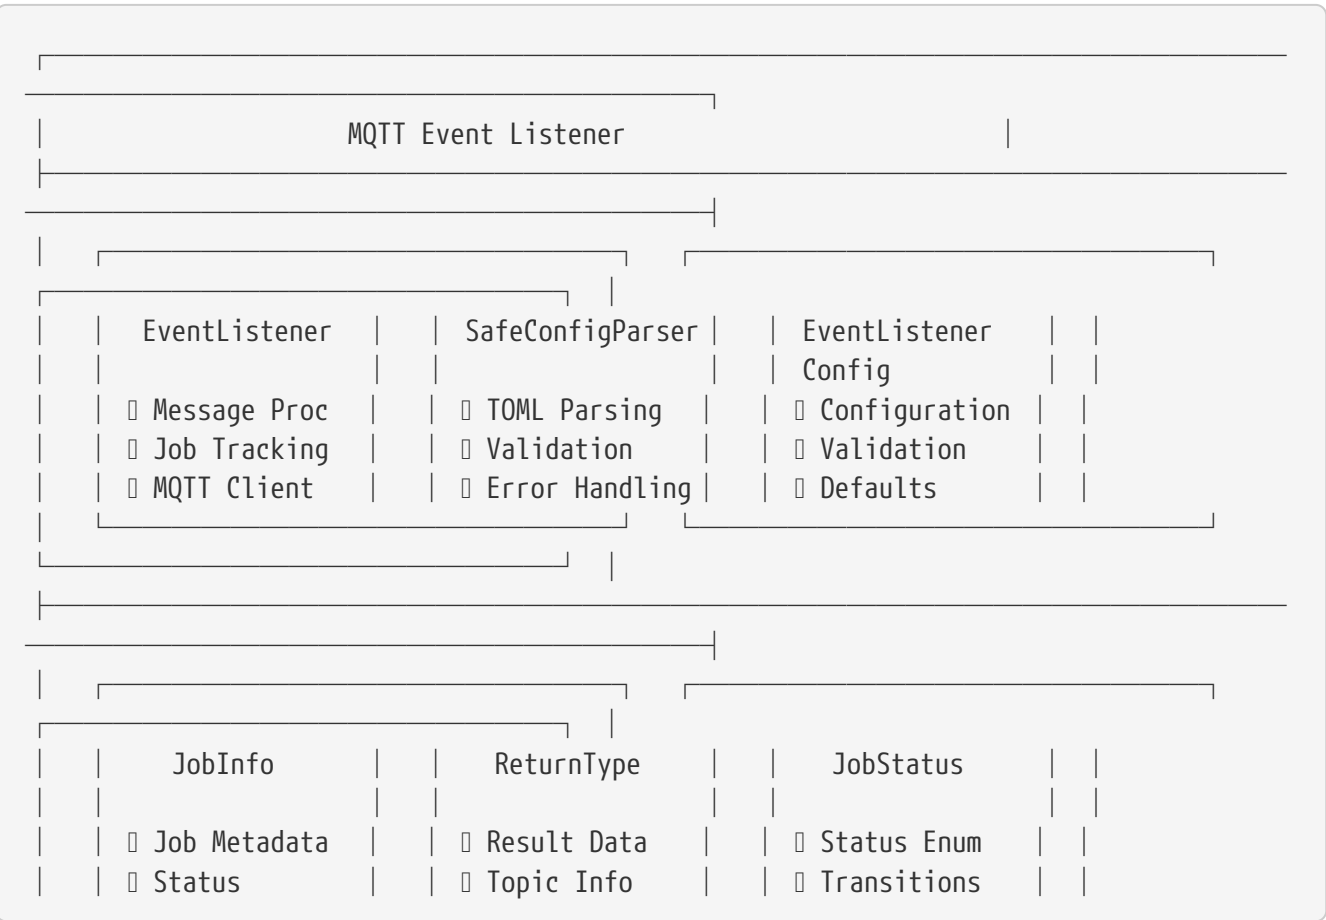 MQTT Event Listener
EventListener SafeConfigParser EventListener
Config
▯ Message Proc ▯ TOML Parsing ▯ Configuration
▯ Job Tracking ▯ Validation ▯ Validation
▯ MQTT Client ▯ Error Handling ▯ Defaults
JobInfo ReturnType JobStatus
▯ Job Metadata ▯ Result Data ▯ Status Enum
▯ Status ▯ Topic Info ▯ Transitions